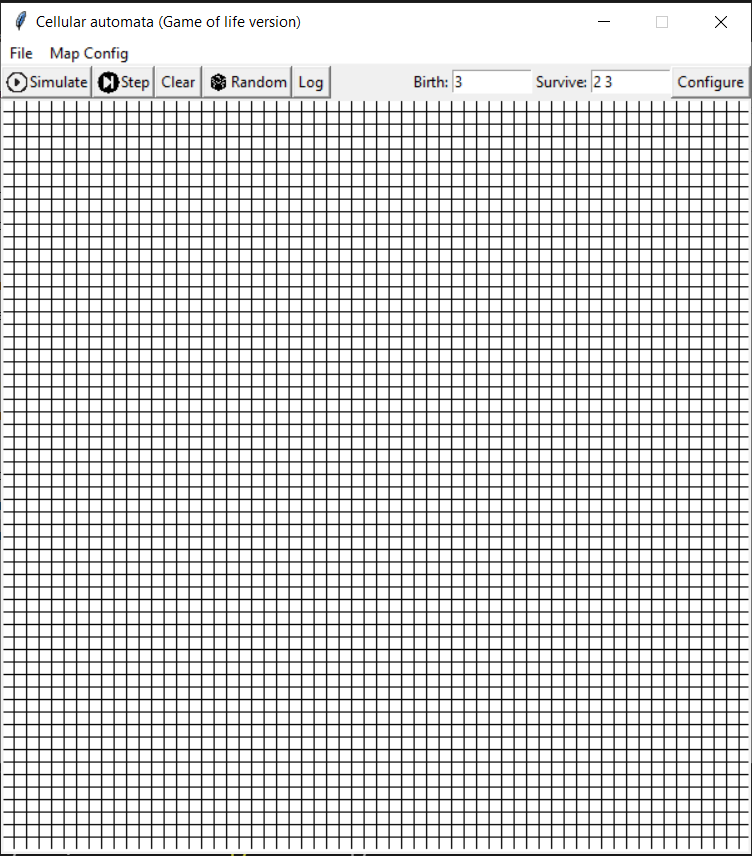 Cellular automata (Game of life version)
File Map Config
Simulate Step Clear Random Log Birth: 3 Survive: 2 3 Configure